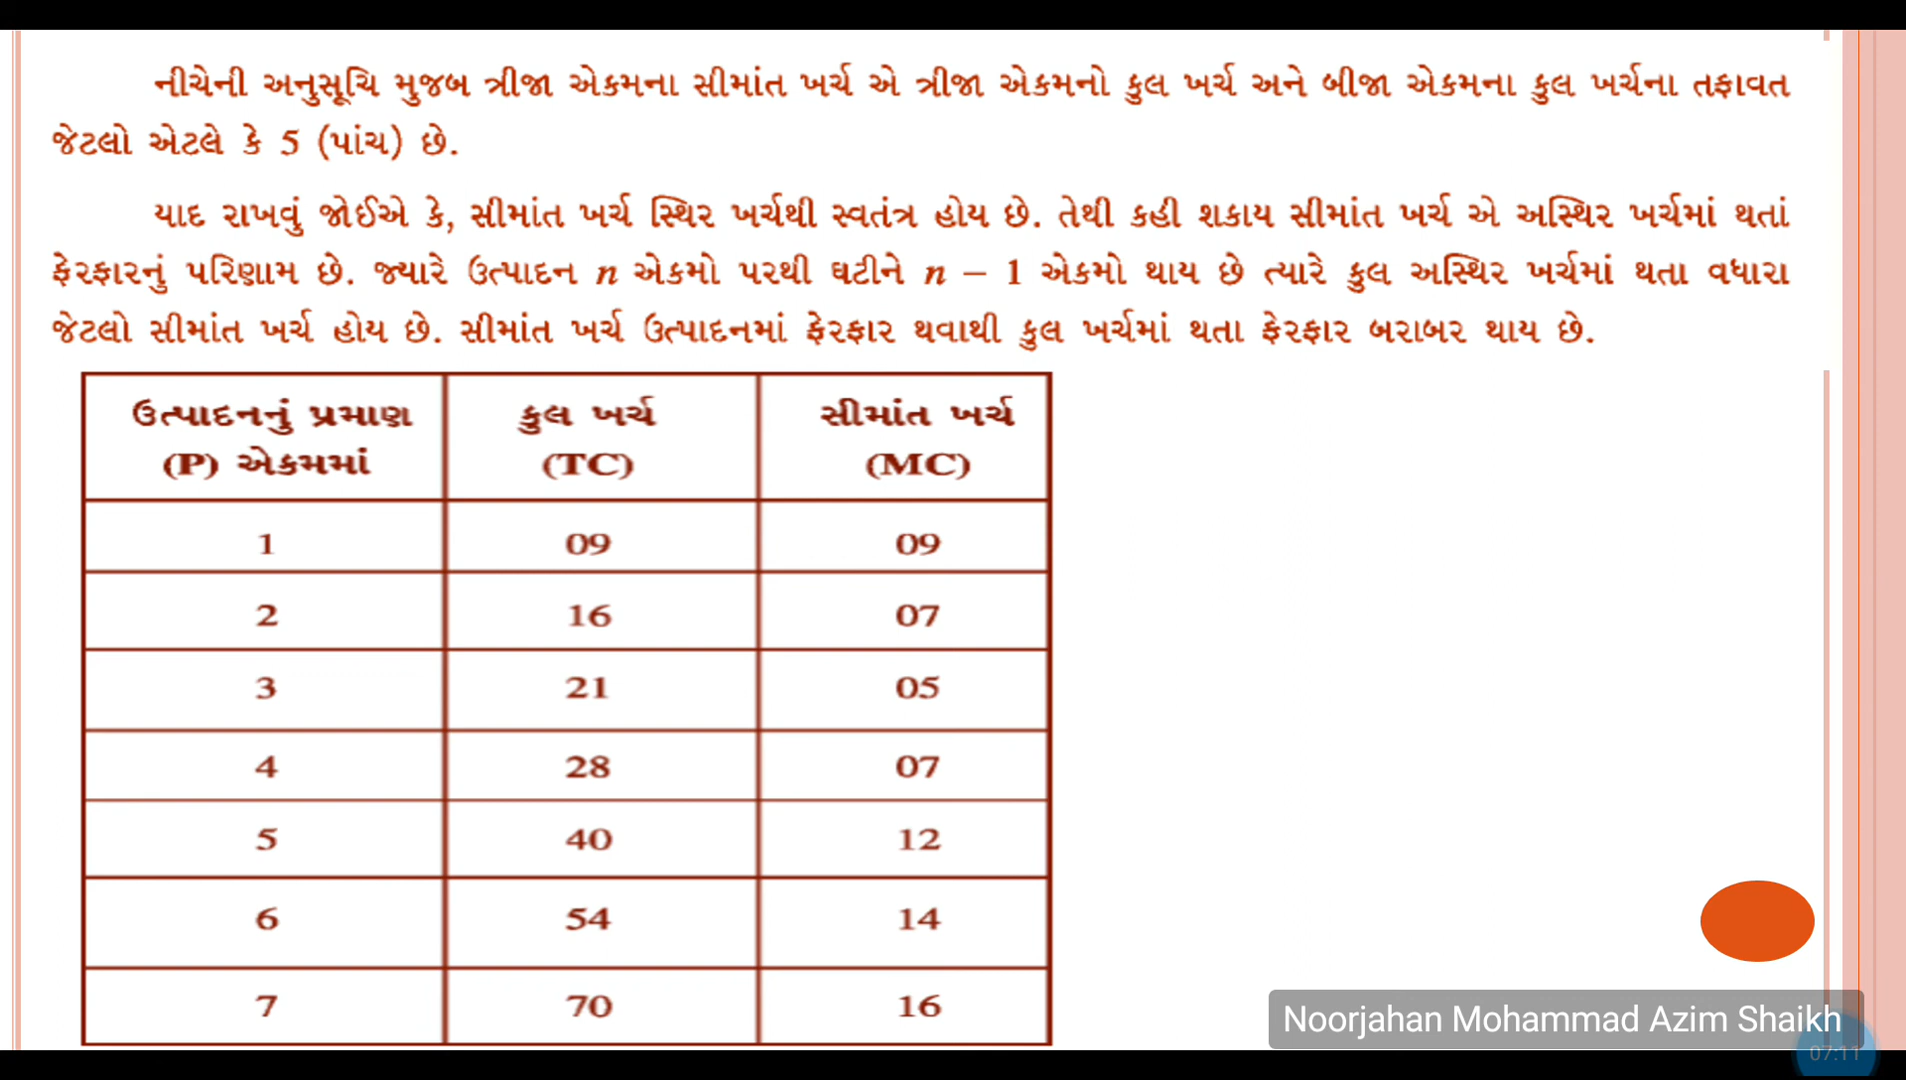 નીચેની અનુસૂચિ મુજબ ત્રીજા એકમના સીમાંત ખર્ચ એ ત્રીજા એકમનો કુલ ખર્ચ અને બીજા એકમના કુલ ખર્ચના તફાવત
જેટલો એટલે કે 5 (પાંચ) છે.
યાદ રાખવું જોઈએ કે, સીમાંત ખર્ચ સ્થિર ખર્ચથી સ્વતંત્ર હોય છે. તેથી કહી શકાય સીમાંત ખર્ચ એ અસ્થિર ખર્ચમાં થતાં
ફેરફારનું પરિણામ છે. જ્યારે ઉત્પાદન n એકમો પરથી ઘટીને n – 1 એકમો થાય છે ત્યારે કુલ અસ્થિર ખર્ચમાં થતા વધારા
જેટલો સીમાંત ખર્ચ હોય છે. સીમાંત ખર્ચ ઉત્પાદનમાં ફેરફાર થવાથી કુલ ખર્ચમાં થતા ફેરફાર બરાબર થાય છે.
ઉત્પાદનનું પ્રમાણ કુલ ખર્ચ સીમાંત ખર્ચ
(P) એકમમાં (TC) (MC)
1 09 09
2 16 07
3 21 05
4 28 07
5 40 12
6 54 14
7 70 16
Noorjahan Mohammad Azim Shaikh
07:11